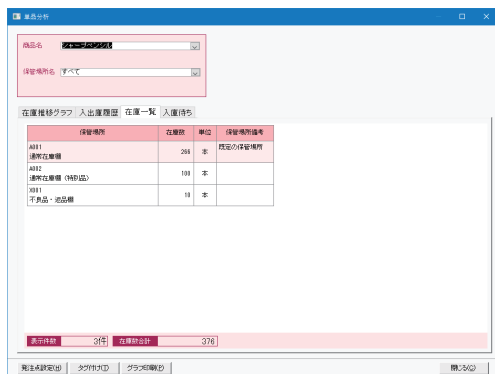 単品分析
商品名 シャープペンシル
保管場所名 すべて
在庫推移グラフ 入出庫履歴 在庫一覧 入庫待ち
保管場所 在庫数 単位 保管場所備考
A001 266 本 既定の保管場所
通常在庫棚
A002 100 本
通常在庫棚（特別品）
X001 10 本
不良品・返品棚
表示件数 3件 在庫数合計 376
発注点設定(H) タグ付け(T) グラフ印刷(P) 閉じる(C)